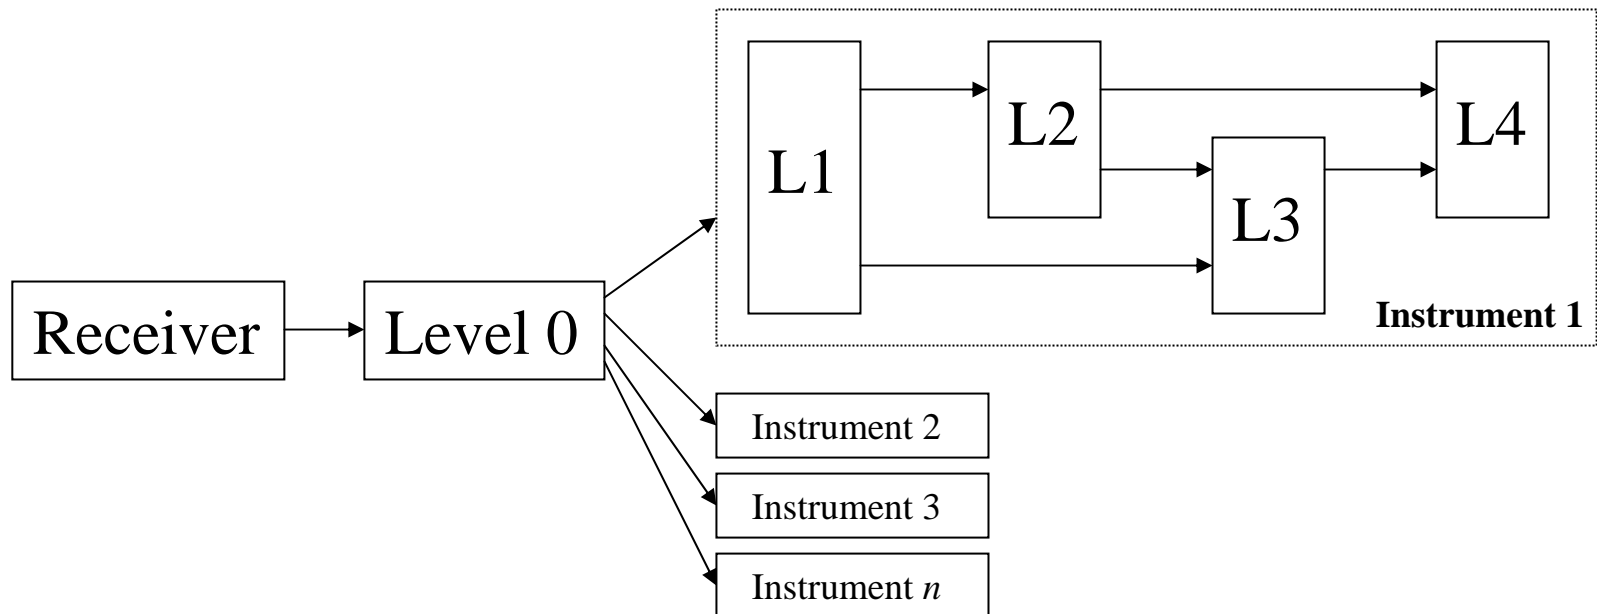 L1
L2
L3
L4
Instrument 1
Receiver
Level 0
Instrument 2
Instrument 3
Instrument n